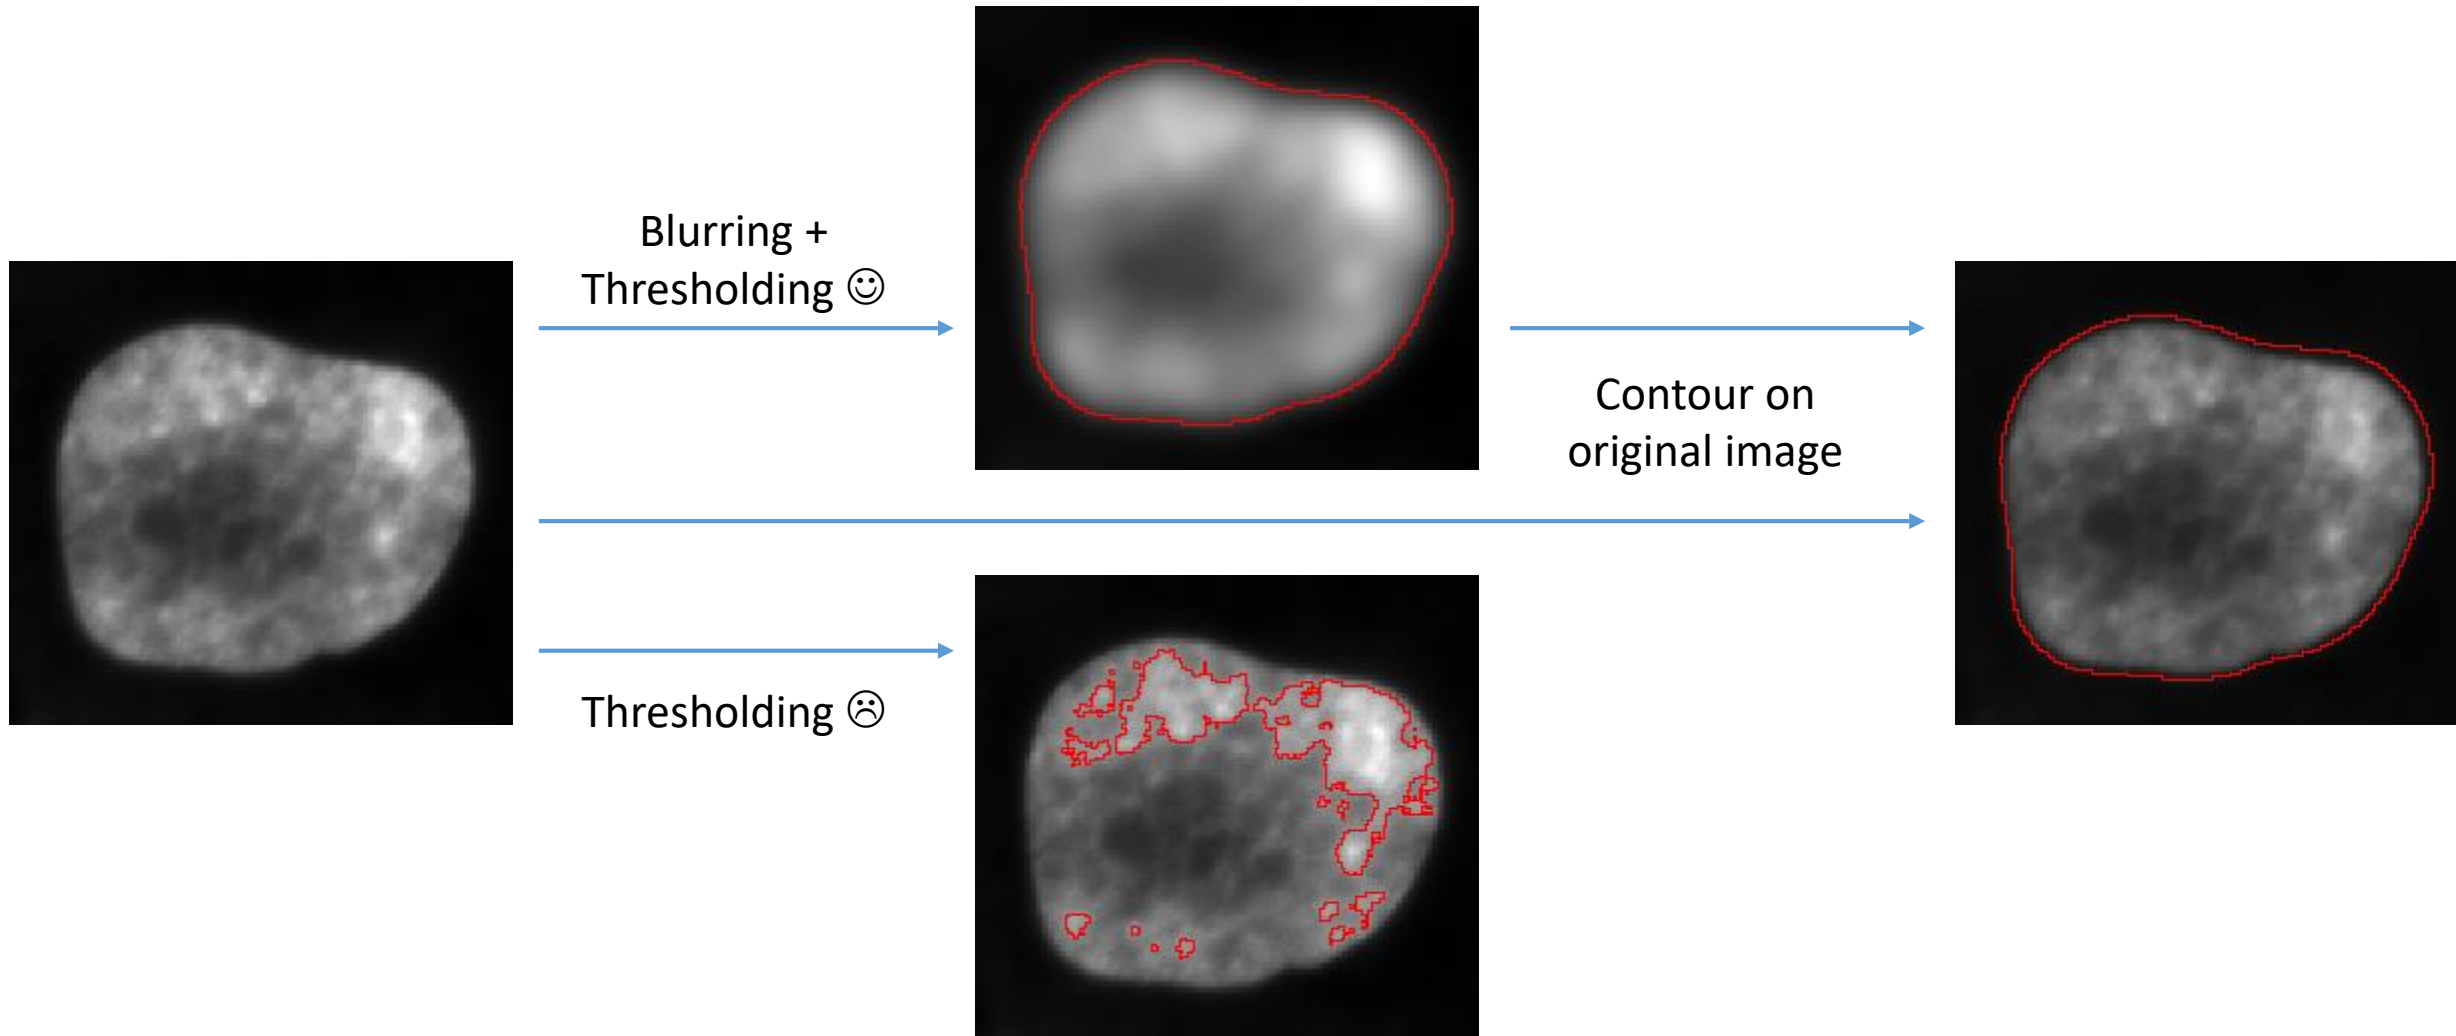 Blurring +
Thresholding ☺
Contour on
original image
Thresholding ☹